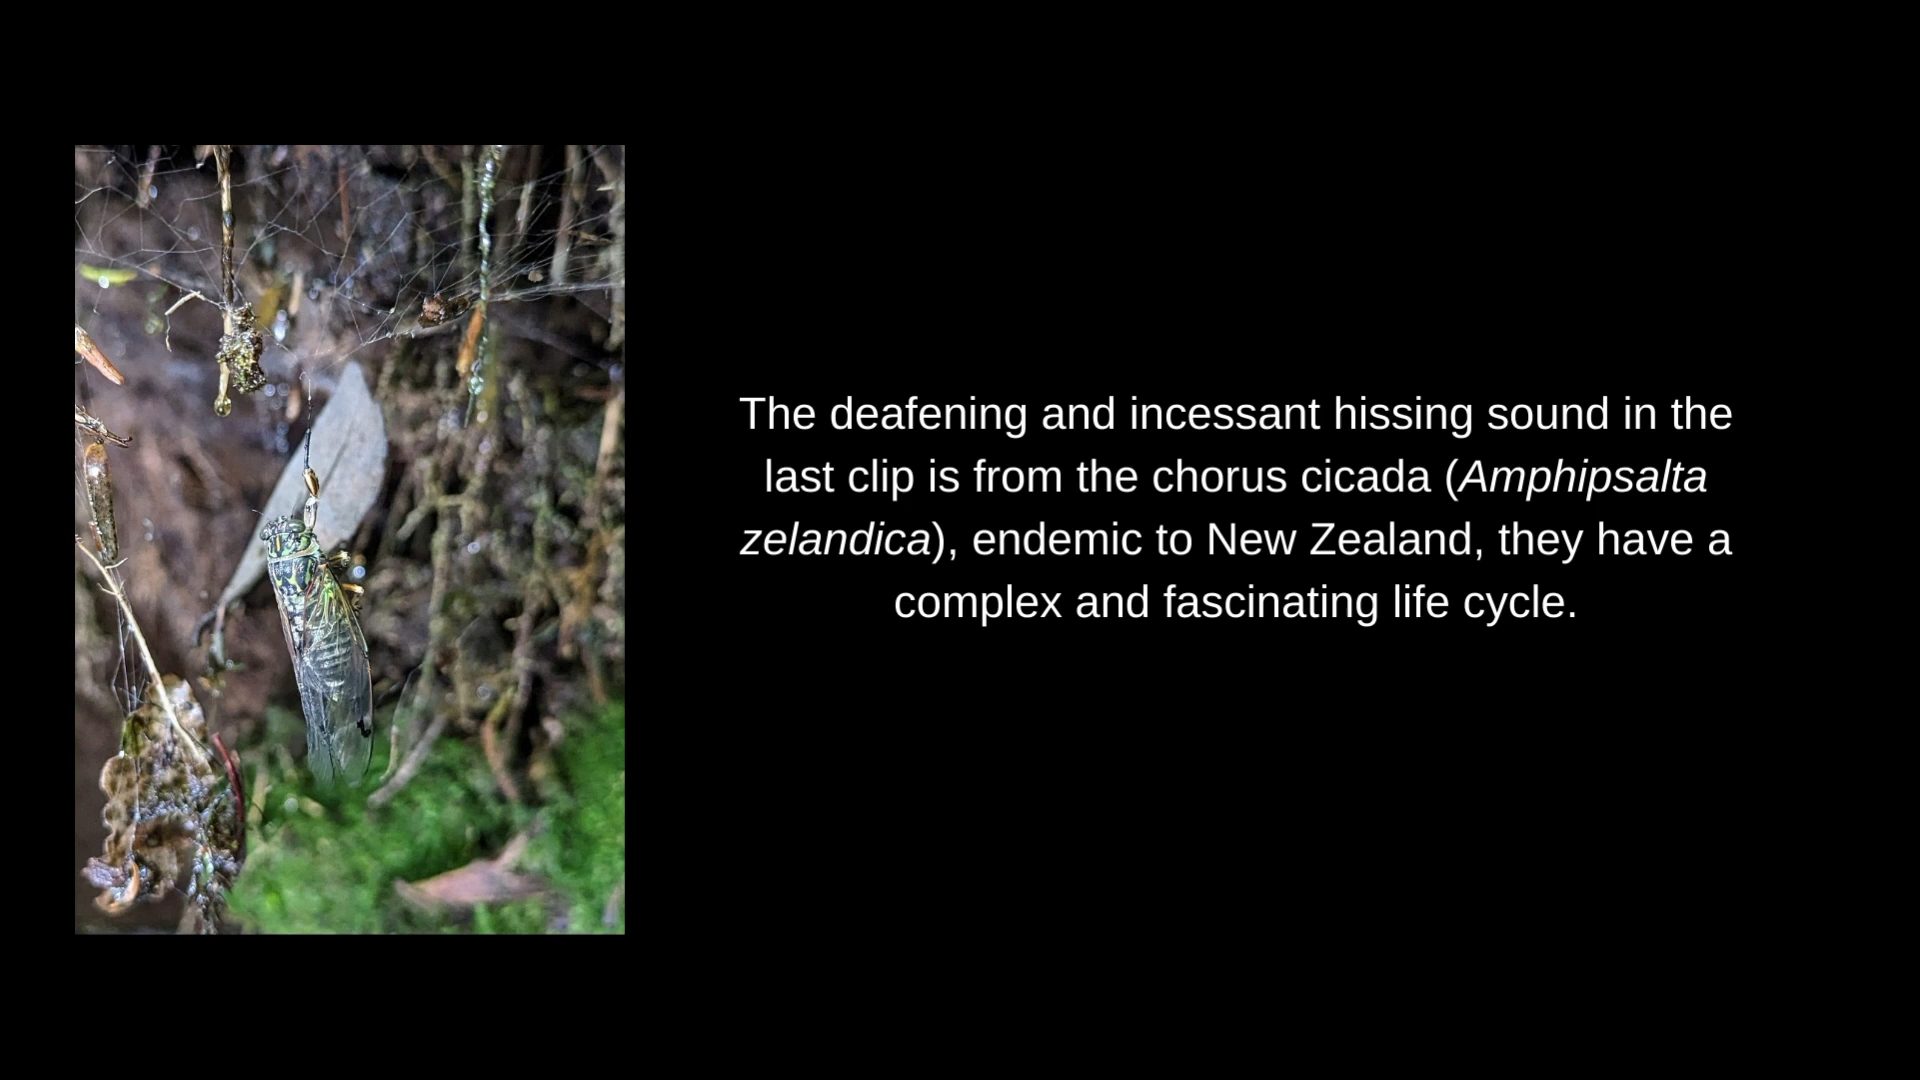 The deafening and incessant hissing sound in the
last clip is from the chorus cicada (Amphipsalta
zelandica), endemic to New Zealand, they have a
complex and fascinating life cycle.